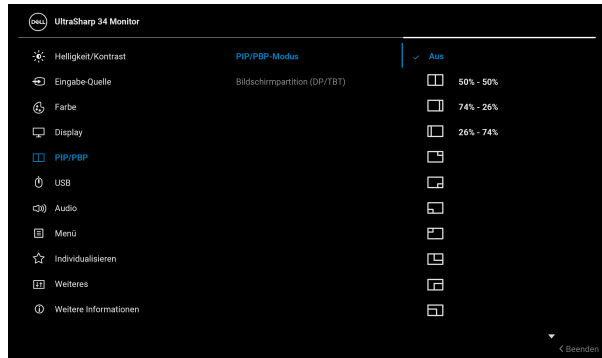 DELL
UltraSharp 34 Monitor
Helligkeit/Kontrast
Eingabe-Quelle
Farbe
Display
PIP/PBP
USB
Audio
Menü
Individualisieren
Weiteres
Weitere Informationen
PIP/PBP-Modus
Bildschirmpartition (DP/TBT)
Aus
50% - 50%
74% - 26%
26% - 74%
Beenden